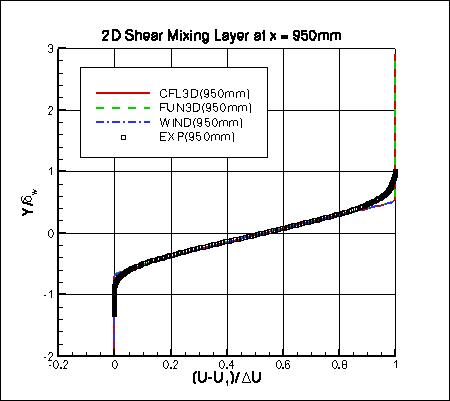 2D Shear Mixing Layer at x = 950mm
3
CFL3D(950mm)
FUN3D(950mm)
WIND(950mm)
EXP(950mm)
2
1
Y/δw
0
-1
-2
-0.2 0 0.2 0.4 0.6 0.8 1
(U-U1)/ΔU